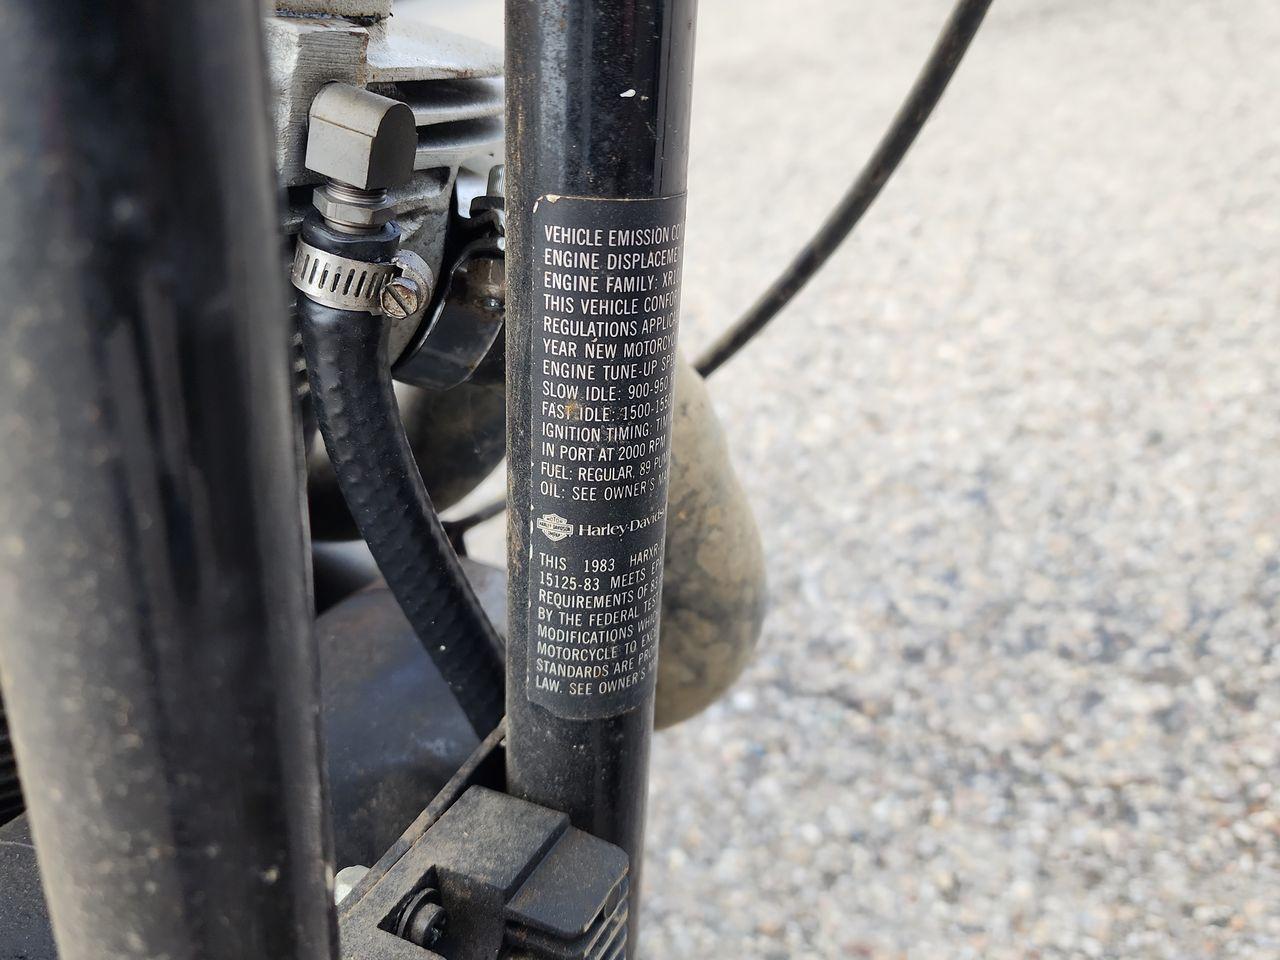 VEHICLE EMISSION
ENGINE DISPLACEME
ENGINE FAMILY: XR1
THIS VEHICLE CONFOR
REGULATIONS APPLICA
YEAR NEW MOTORCYC
ENGINE TUNE-UP SPE
SLOW IDLE: 900-950
FAST IDLE: 1500-155
IGNITION TIMING: TIM
IN PORT AT 2000 RPM
FUEL: REGULAR, 89 PUM
OIL: SEE OWNER'S MA
Harley-Davids
THIS 1983 HARXR
15125-83 MEETS EP
REQUIREMENTS OF 83
BY THE FEDERAL TES
MODIFICATIONS WHIC
MOTORCYCLE TO EXC
STANDARDS ARE PRO
LAW. SEE OWNER'S